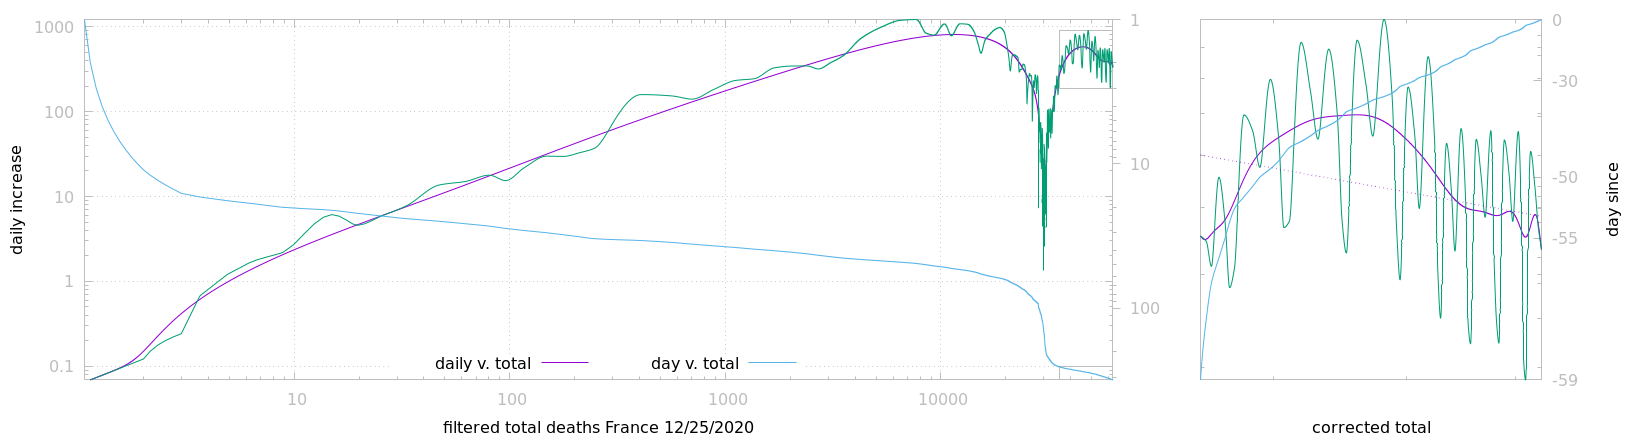 1000
100
10
1
0.1
daily increase
10
100
1000
10000
filtered total deaths France 12/25/2020
daily v. total
day v. total
1
10
100
0
-30
-50
-55
-59
day since
corrected total